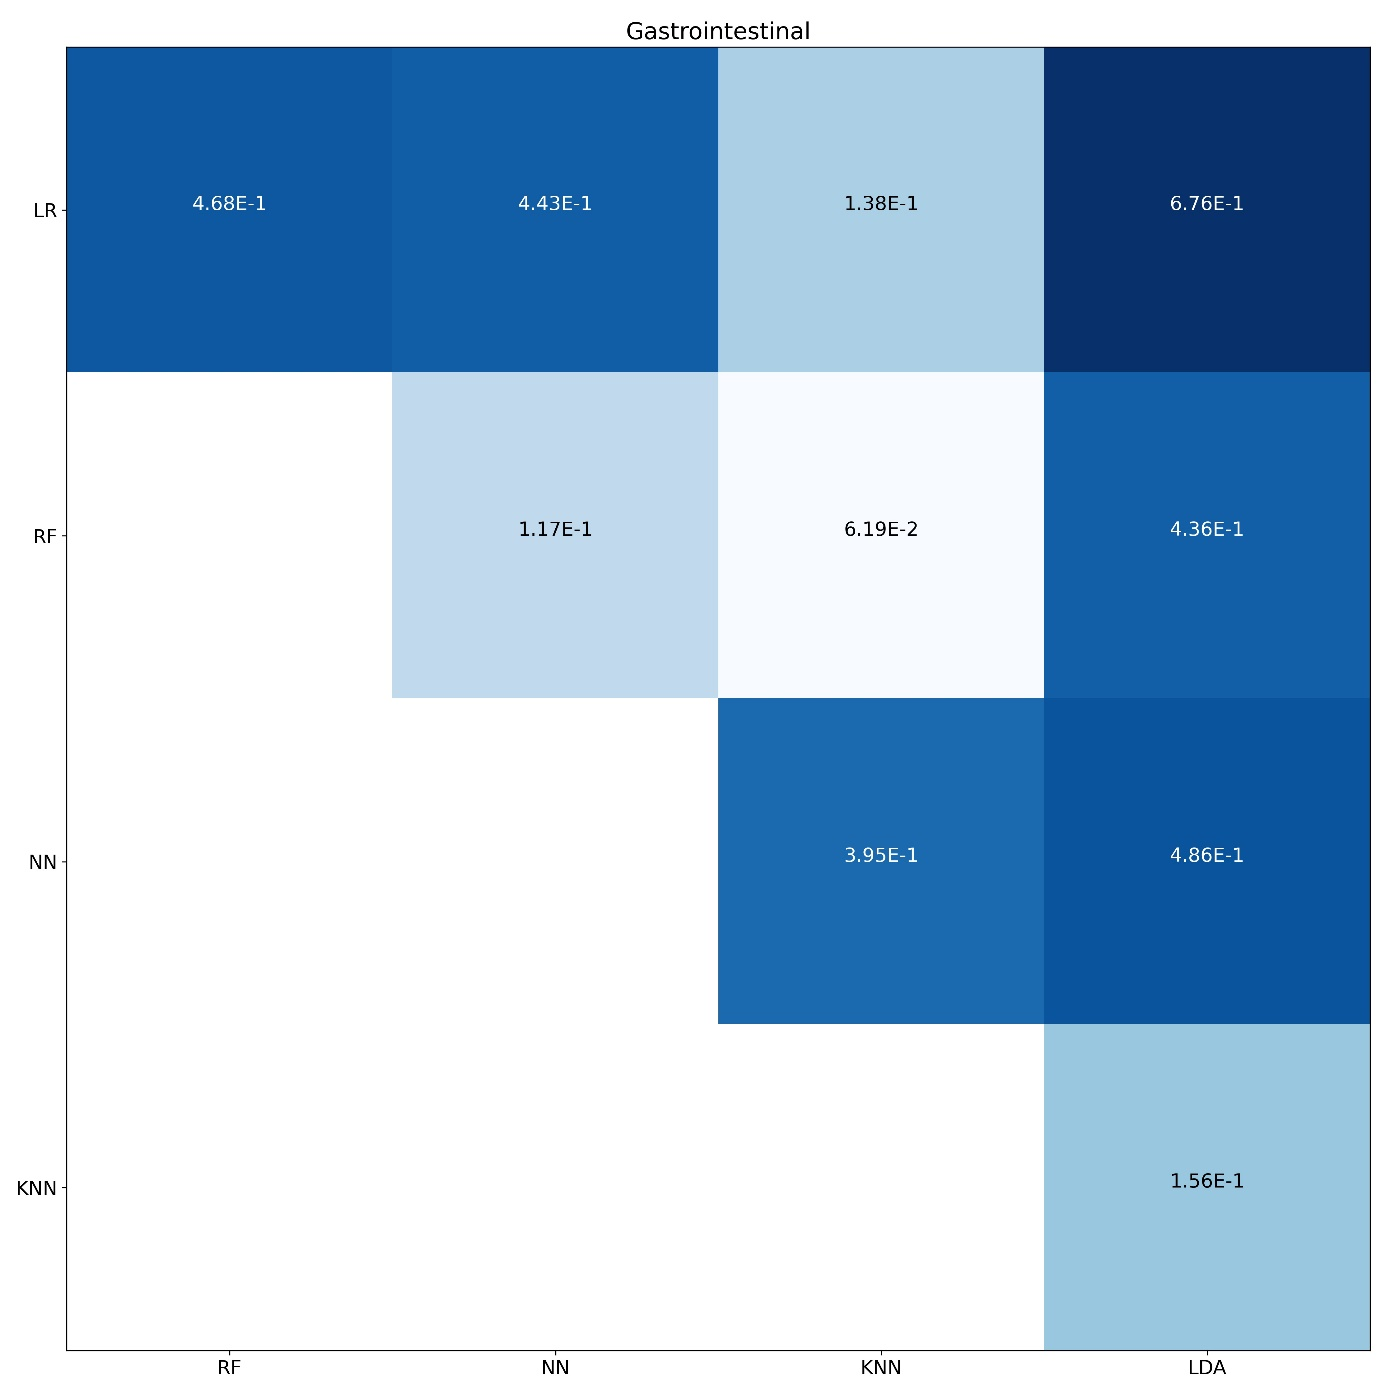 Gastrointestinal
LR 4.68E-1 4.43E-1 1.38E-1 6.76E-1
RF 1.17E-1 6.19E-2 4.36E-1
NN 3.95E-1 4.86E-1
KNN 1.56E-1
RF NN KNN LDA